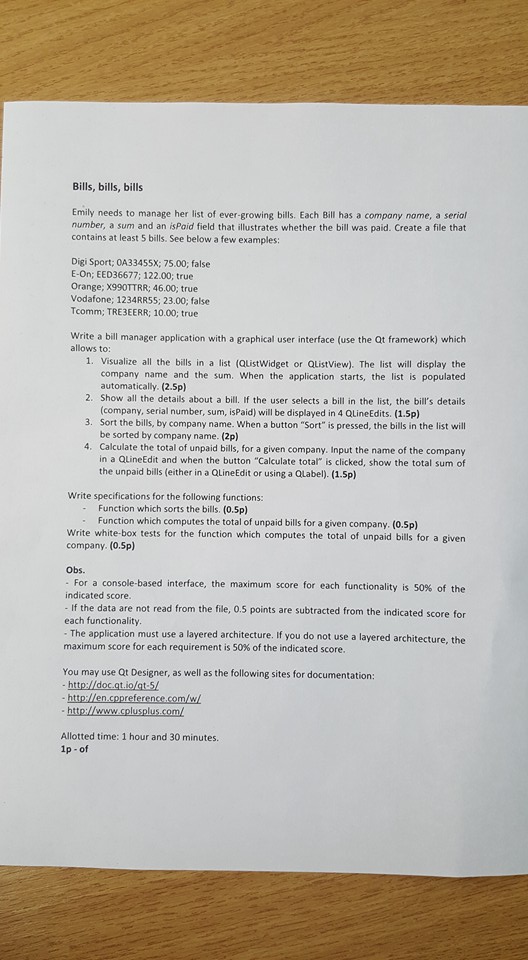 Bills, bills, bills
Emily needs to manage her list of ever-growing bills. Each Bill has a company name, a serial
number, a sum and an isPaid field that illustrates whether the bill was paid. Create a file that
contains at least 5 bills. See below a few examples:
Digi Sport; 0A33455X; 75.00; false
E-On; EED36677; 122.00; true
Orange; X990TTRR; 46.00; true
Vodafone; 1234RR55; 23.00; false
Tcomm; TRE3EERR; 10.00; true
Write a bill manager application with a graphical user interface (use the Qt framework) which
allows to:
1. Visualize all the bills in a list (QListWidget or QListView). The list will display the
company name and the sum. When the application starts, the list is populated
automatically. (2.5p)
2. Show all the details about a bill. If the user selects a bill in the list, the bill's details
(company, serial number, sum, isPaid) will be displayed in 4 QLineEdits. (1.5p)
3. Sort the bills, by company name. When a button "Sort" is pressed, the bills in the list will
be sorted by company name. (2p)
4. Calculate the total of unpaid bills, for a given company. Input the name of the company
in a QLineEdit and when the button "Calculate total" is clicked, show the total sum of
the unpaid bills (either in a QLineEdit or using a QLabel). (1.5p)
Write specifications for the following functions:
- Function which sorts the bills. (0.5p)
- Function which computes the total of unpaid bills for a given company. (0.5p)
Write white-box tests for the function which computes the total of unpaid bills for a given
company. (0.5p)
Obs.
- For a console-based interface, the maximum score for each functionality is 50% of the
indicated score.
- If the data are not read from the file, 0.5 points are subtracted from the indicated score for
each functionality.
- The application must use a layered architecture. If you do not use a layered architecture, the
maximum score for each requirement is 50% of the indicated score.
You may use Qt Designer, as well as the following sites for documentation:
- http://doc.qt.io/qt-5/
- http://en.cppreference.com/w/
- http://www.cplusplus.com/
Allotted time: 1 hour and 30 minutes.
1p - of